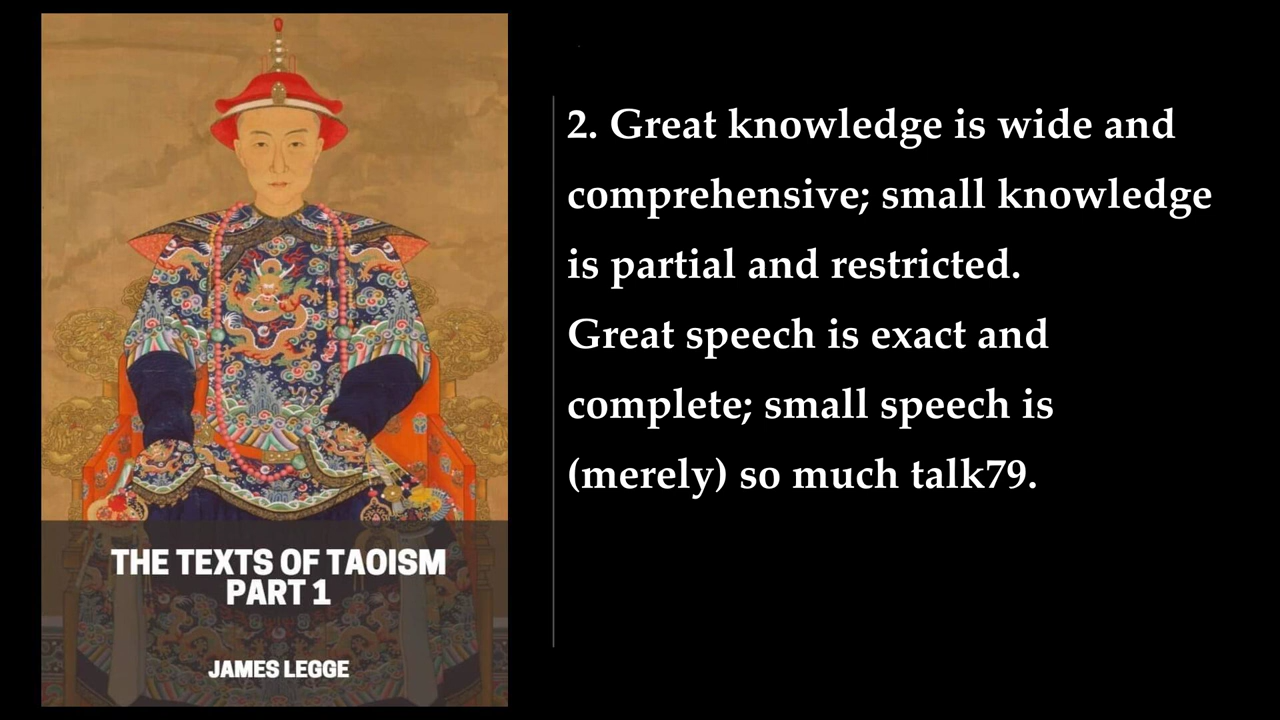 THE TEXTS OF TAOISM
PART 1
JAMES LEGGE
2. Great knowledge is wide and
comprehensive; small knowledge
is partial and restricted.
Great speech is exact and
complete; small speech is
(merely) so much talk79.